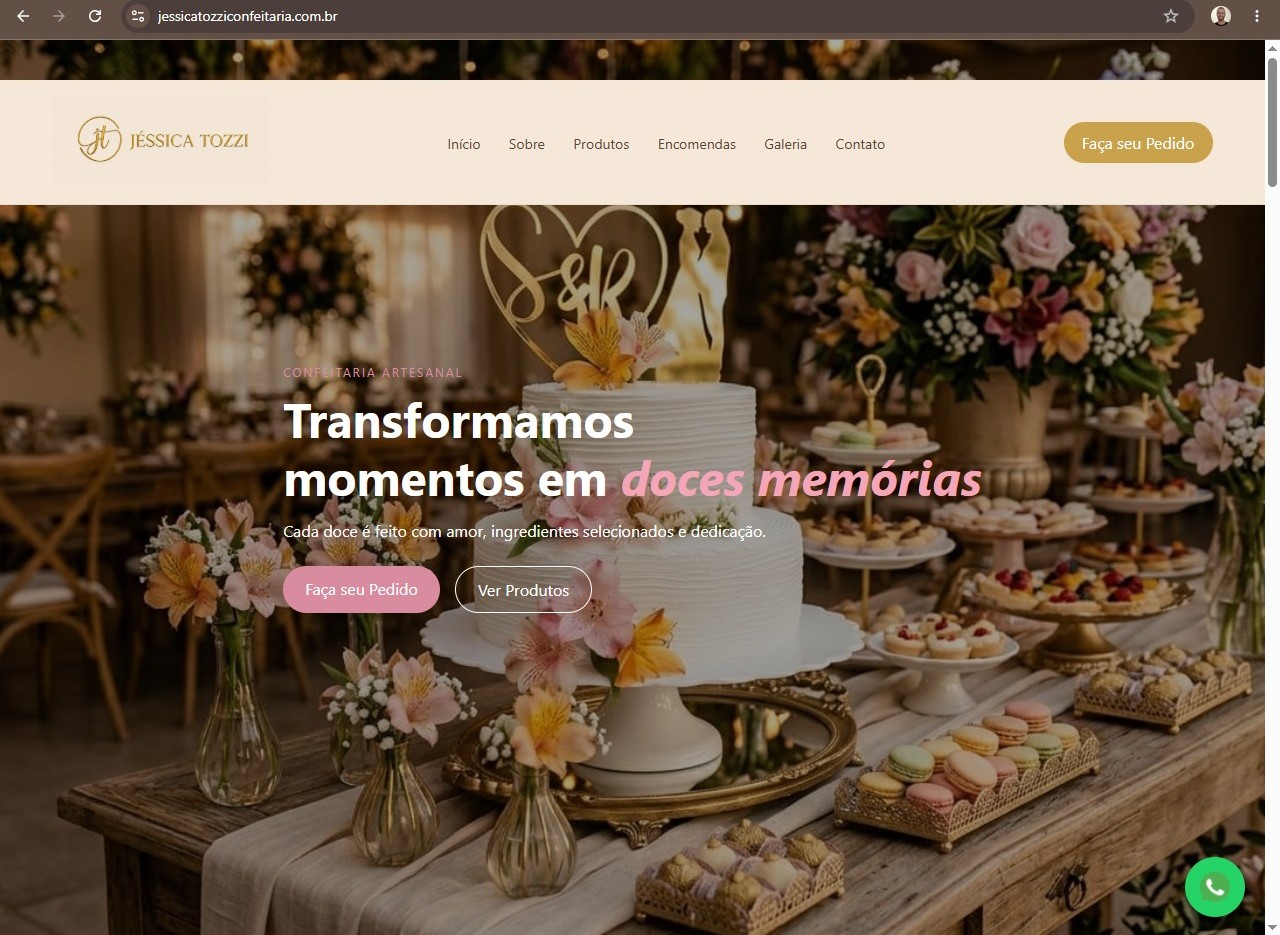 jessicatozziconfeitaria.com.br
jt JÉSSICA TOZZI
Início Sobre Produtos Encomendas Galeria Contato
Faça seu Pedido
S&R
CONFEITARIA ARTESANAL
Transformamos
momentos em doces memórias
Cada doce é feito com amor, ingredientes selecionados e dedicação.
Faça seu Pedido Ver Produtos